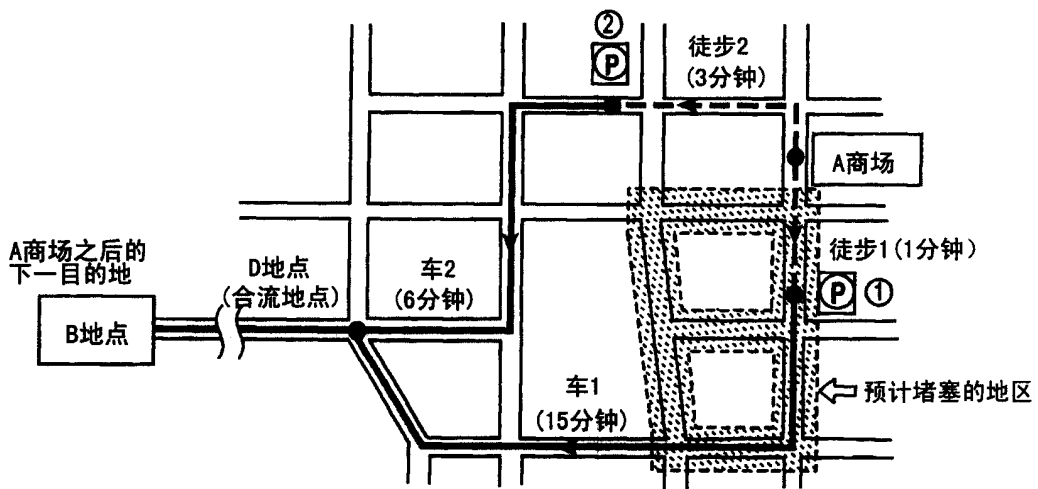 ②
P
徒步2
(3分钟)
A商场
A商场之后的
下一目的地
D地点
(合流地点)
车2
(6分钟)
徒步1(1分钟)
P ①
B地点
车1
(15分钟)
预计堵塞的地区